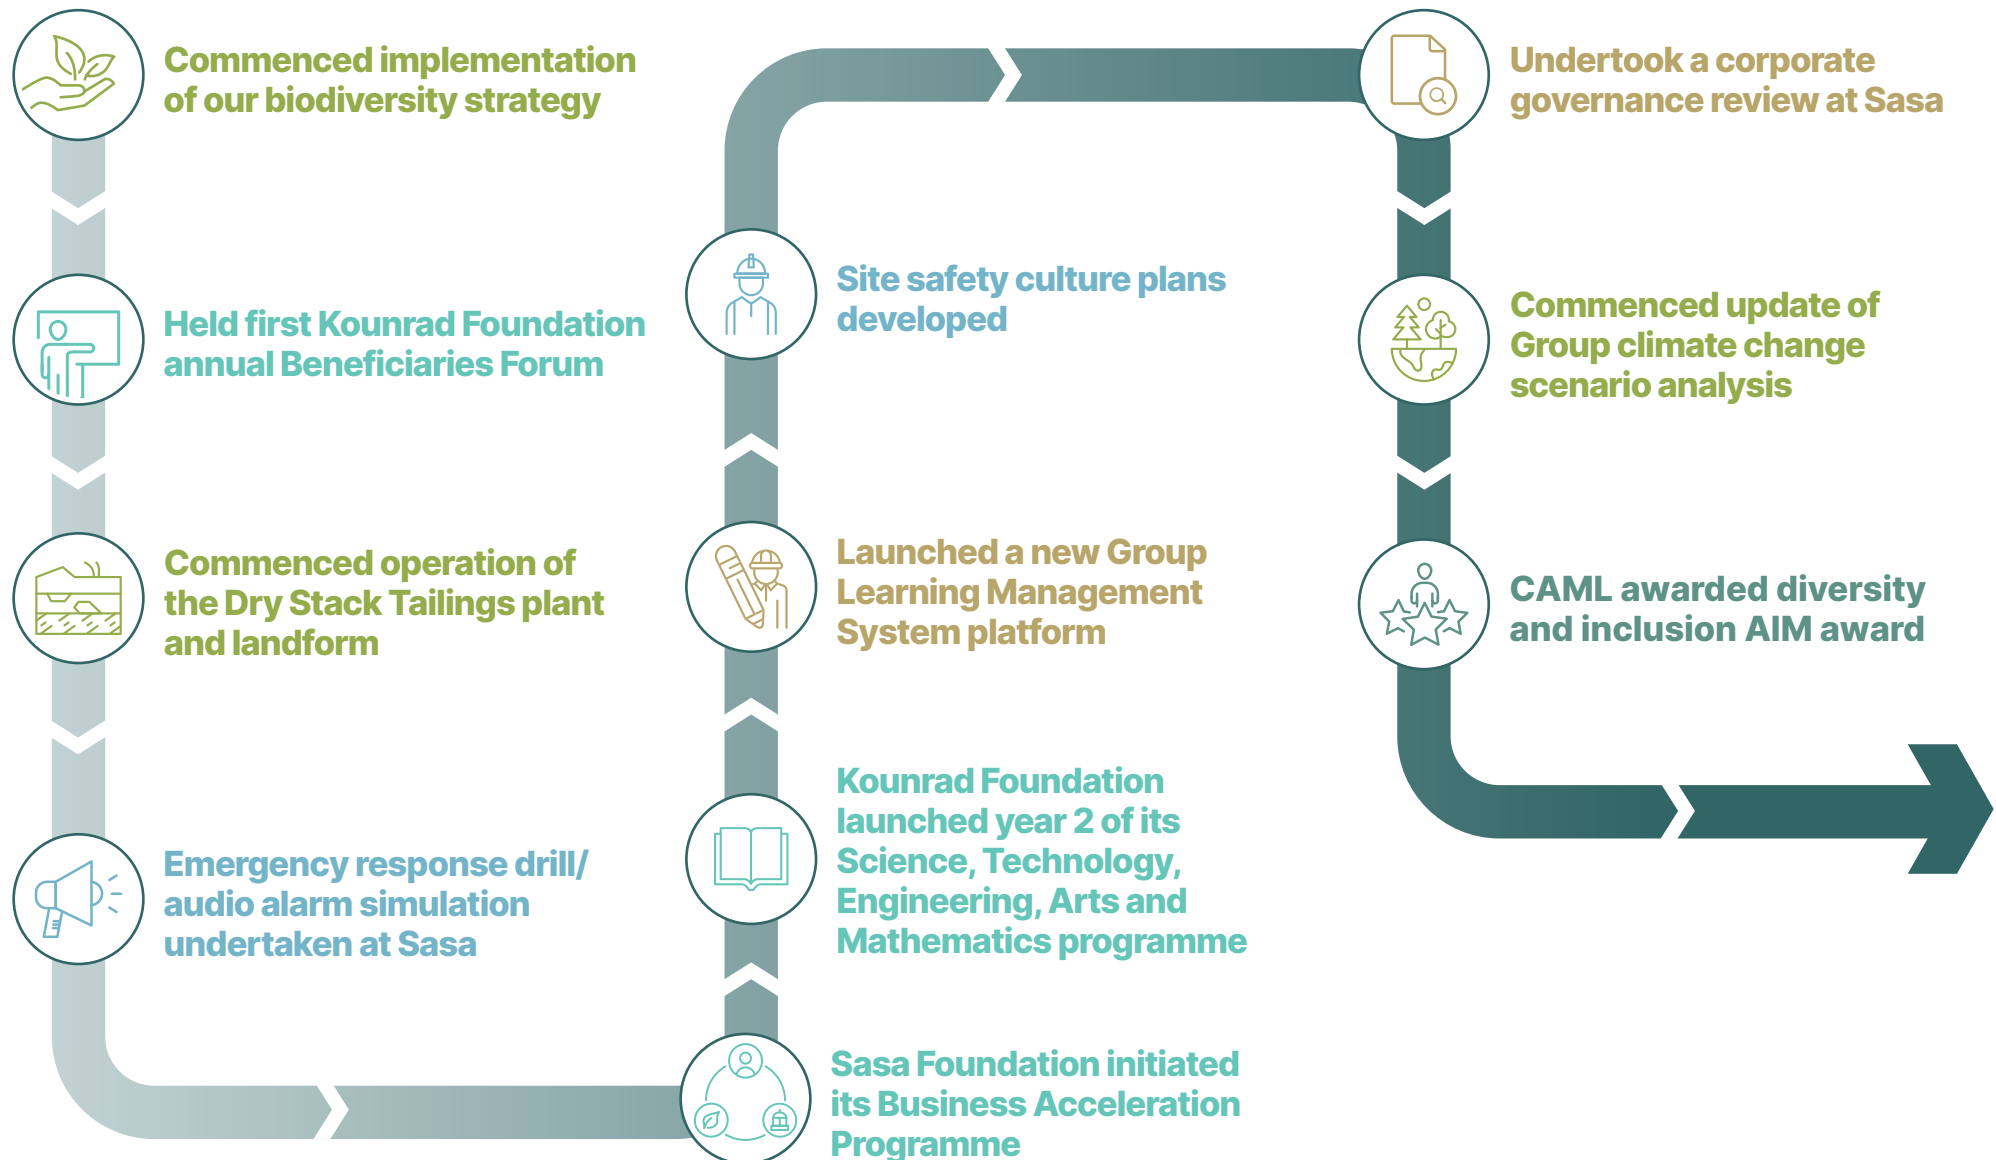 Commenced implementation
of our biodiversity strategy
Held first Kounrad Foundation
annual Beneficiaries Forum
Commenced operation of
the Dry Stack Tailings plant
and landform
Emergency response drill/
audio alarm simulation
undertaken at Sasa
Sasa Foundation initiated
its Business Acceleration
Programme
Kounrad Foundation
launched year 2 of its
Science, Technology,
Engineering, Arts and
Mathematics programme
Launched a new Group
Learning Management
System platform
Site safety culture plans
developed
Undertook a corporate
governance review at Sasa
Commenced update of
Group climate change
scenario analysis
CAML awarded diversity
and inclusion AIM award